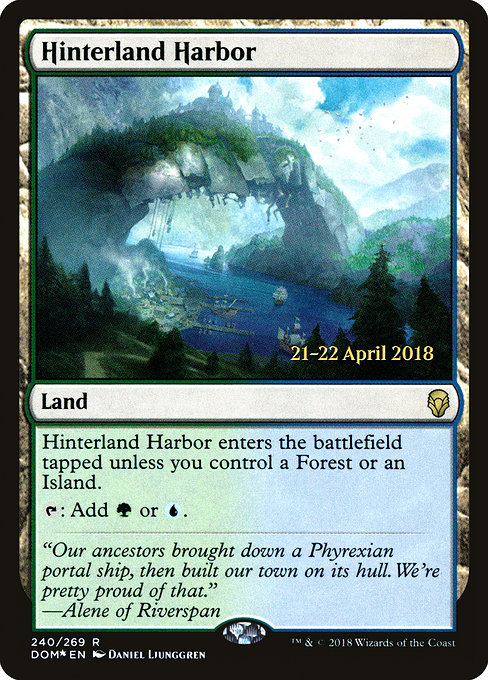 Hinterland Harbor
21–22 April 2018
Land
Hinterland Harbor enters the battlefield
tapped unless you control a Forest or an
Island.
: Add or .
“Our ancestors brought down a Phyrexian
portal ship, then built our town on its hull. We’re
pretty proud of that.”
—Alene of Riverspan
240/269 R
DOM★EN Daniel Ljunggren
™ & © 2018 Wizards of the Coast